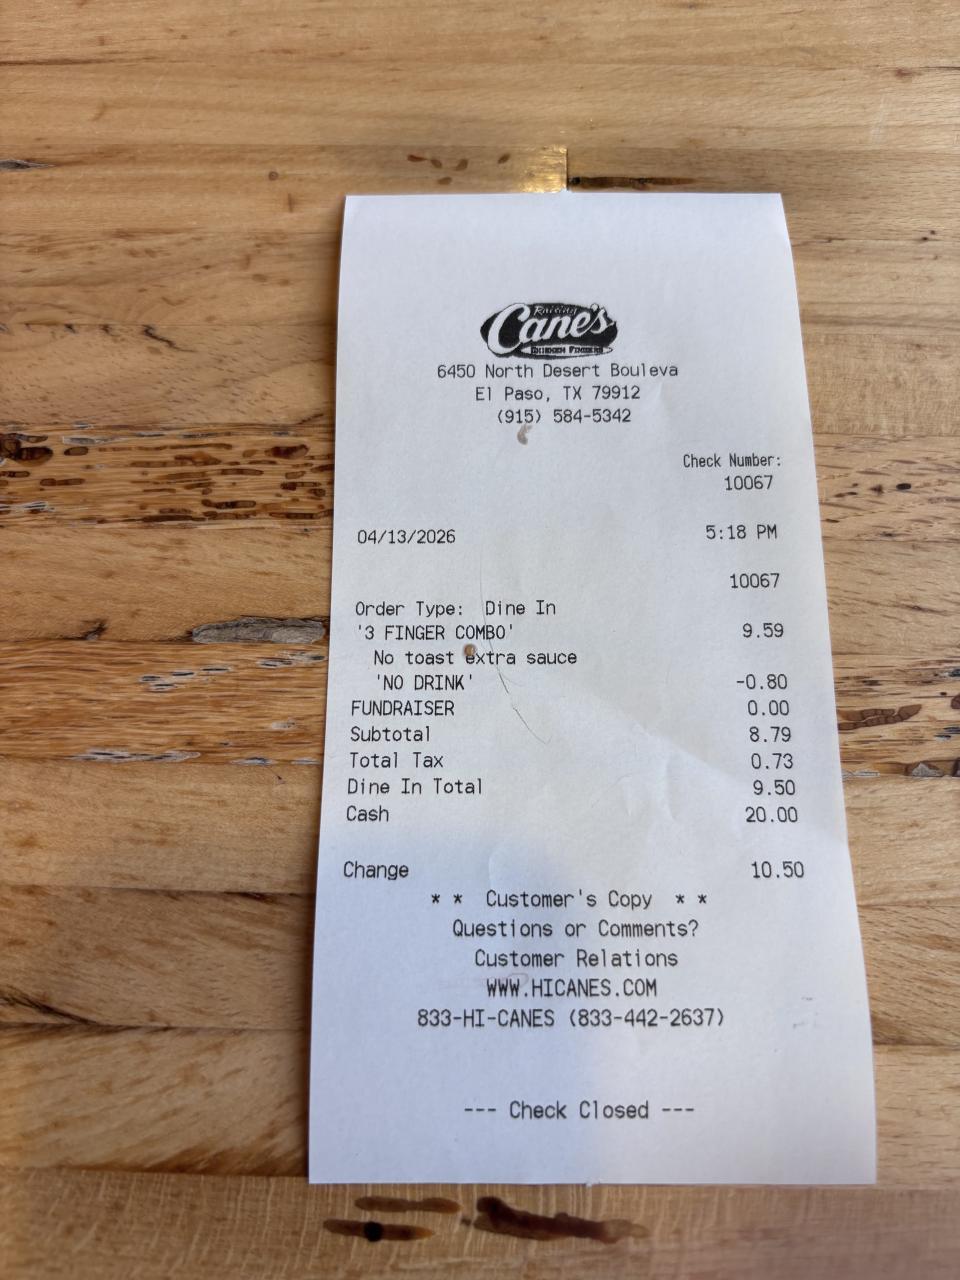 Raising
Cane's
CHICKEN FINGERS
6450 North Desert Bouleva
El Paso, TX 79912
(915) 584-5342
Check Number:
10067
04/13/2026 5:18 PM
10067
Order Type: Dine In
'3 FINGER COMBO' 9.59
No toast extra sauce
'NO DRINK' -0.80
FUNDRAISER 0.00
Subtotal 8.79
Total Tax 0.73
Dine In Total 9.50
Cash 20.00
Change 10.50
* * Customer's Copy * *
Questions or Comments?
Customer Relations
WWW.HICANES.COM
833-HI-CANES (833-442-2637)
--- Check Closed ---